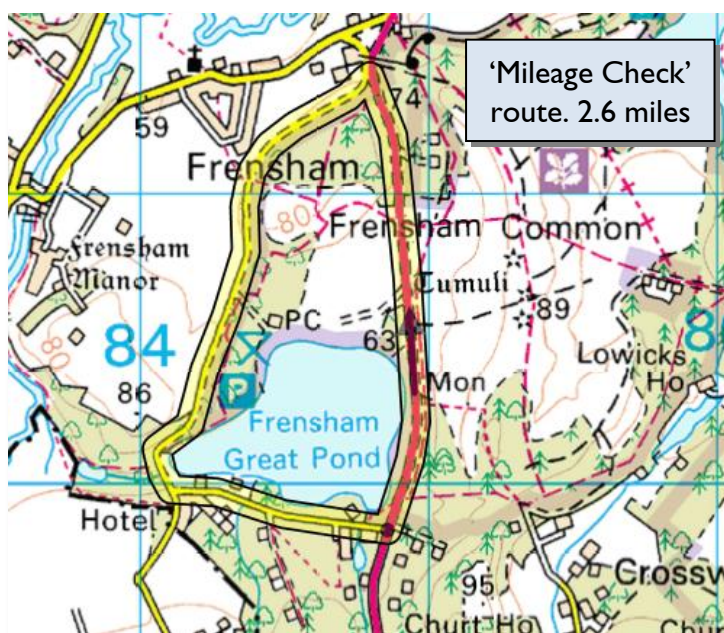 ‘Mileage Check’
route. 2.6 miles
74
59
Frensham
80
Frensham Common
Frensham
Manor
Tumuli
PC
63
89
84
8
80
Lowicks
Ho
86
P
Mon
Frensham
Great Pond
Hotel
95
Crossw
Churt Ho
Chur